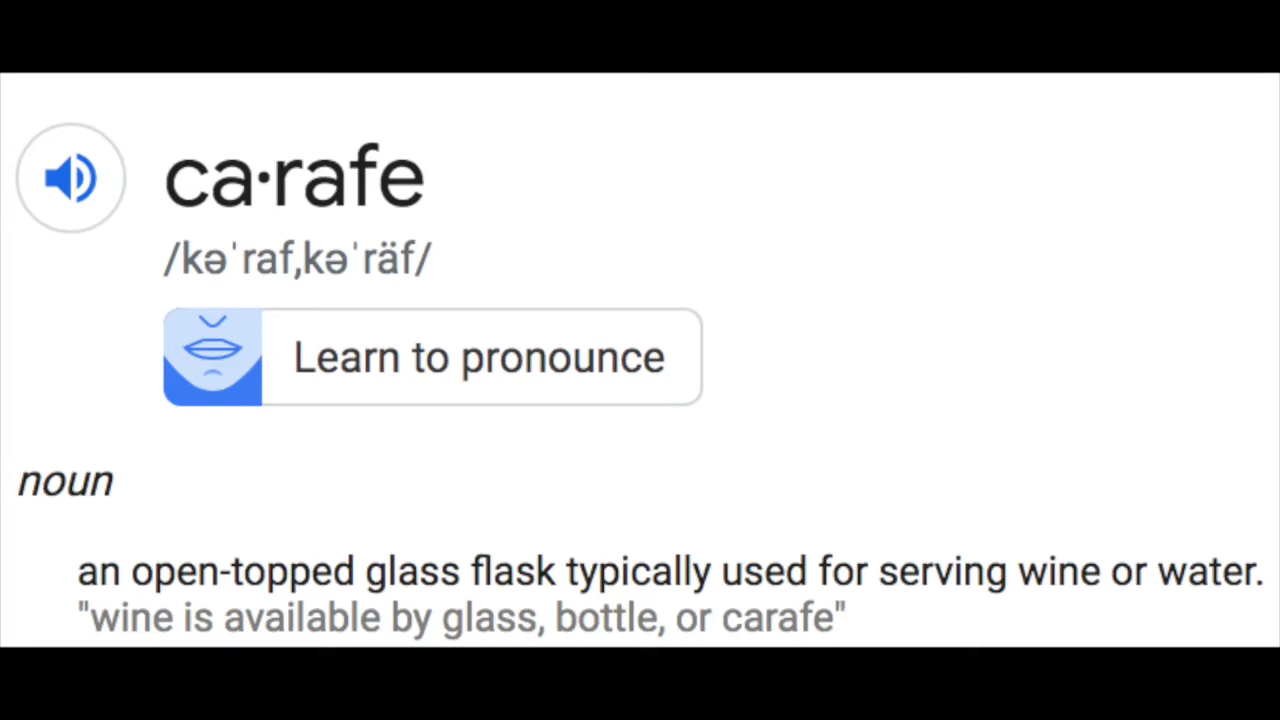 ca·rafe
/kəˈraf,kəˈräf/
Learn to pronounce
noun
an open-topped glass flask typically used for serving wine or water.
"wine is available by glass, bottle, or carafe"